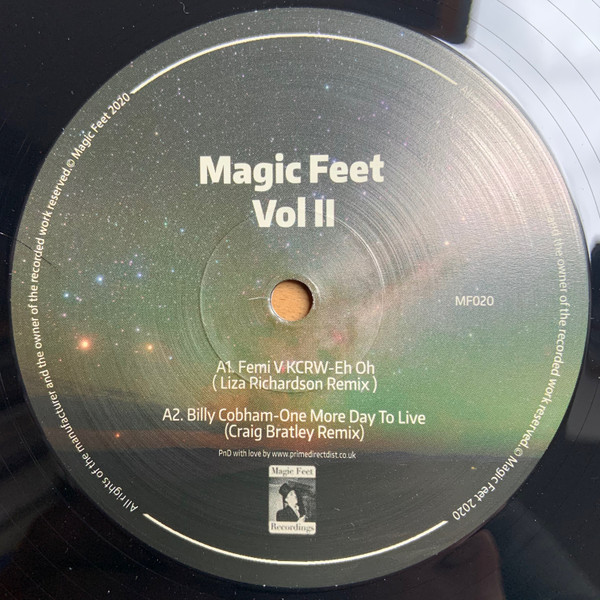 Magic Feet
Vol II
MF020
A1. Femi V KCRW-Eh Oh
( Liza Richardson Remix )
A2. Billy Cobham-One More Day To Live
(Craig Bratley Remix)
PnD with love by www.primedirectdist.co.uk
Magic Feet
Recordings
All rights of the manufacturer and the owner of the recorded work reserved.© Magic Feet 2020
and the owner of the recorded work reserved.© Magic Feet 2020